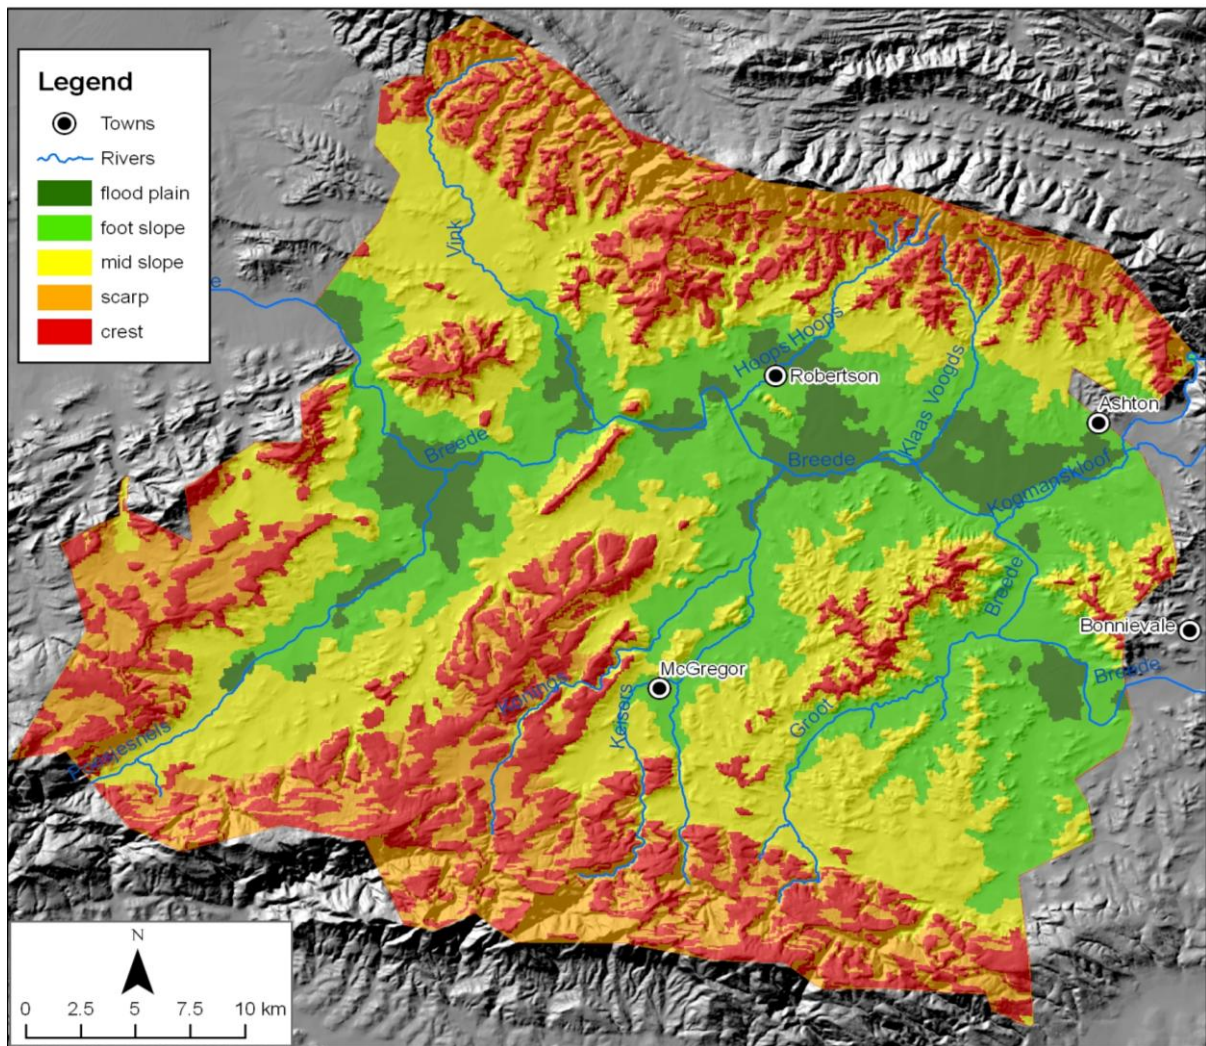 Legend
Towns
Rivers
flood plain
foot slope
mid slope
scarp
crest
Vink
Hoops Hoops
Robertson
Klaas Voogds
Ashton
Breede
Breede
Kogmanskloof
Breede
Bonnievale
Breede
McGregor
Konings
Keisers
Groot
N
0 2.5 5 7.5 10 km